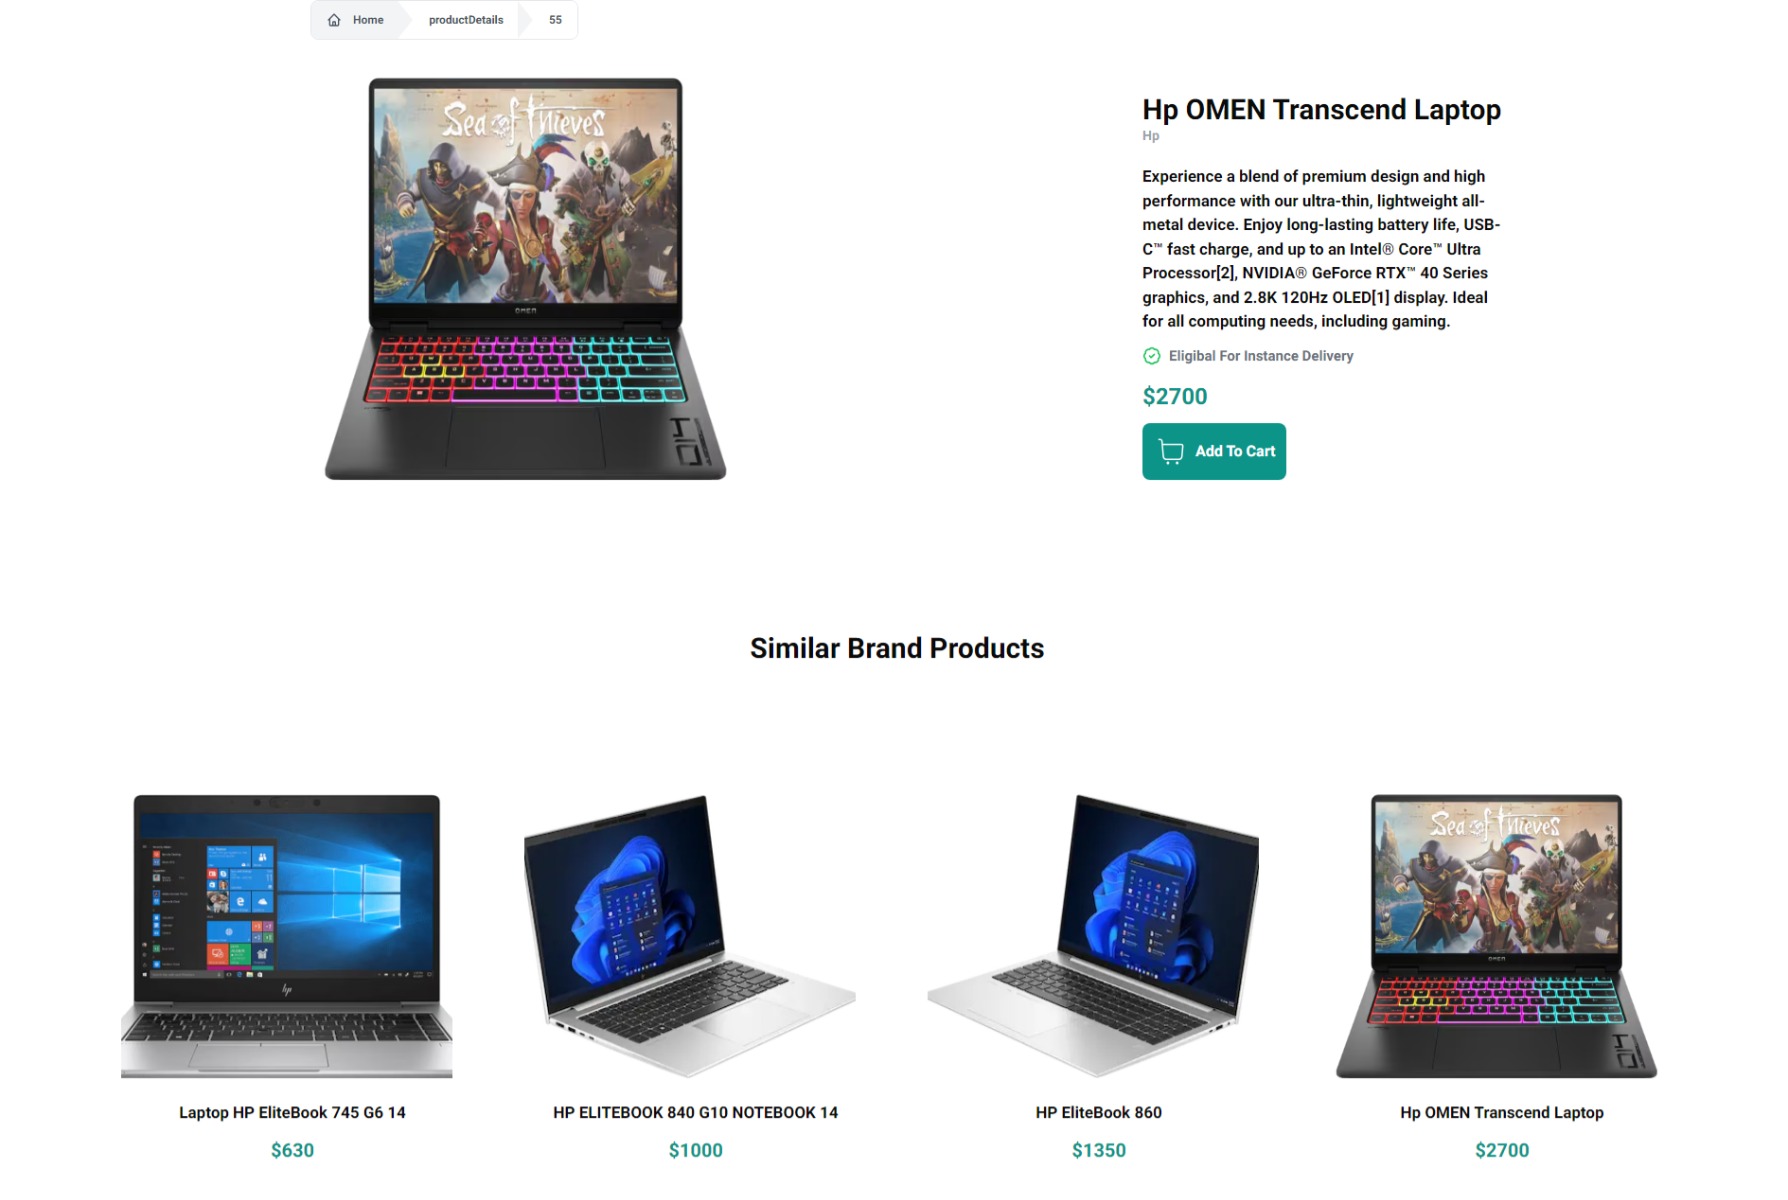 Home productDetails 55
Sea of Thieves
OMEN
Hp OMEN Transcend Laptop
Hp
Experience a blend of premium design and high
performance with our ultra-thin, lightweight all-
metal device. Enjoy long-lasting battery life, USB-
C™ fast charge, and up to an Intel® Core™ Ultra
Processor[2], NVIDIA® GeForce RTX™ 40 Series
graphics, and 2.8K 120Hz OLED[1] display. Ideal
for all computing needs, including gaming.
Eligibal For Instance Delivery
$2700
Add To Cart
Similar Brand Products
hp
Sea of Thieves
OMEN
Laptop HP EliteBook 745 G6 14
HP ELITEBOOK 840 G10 NOTEBOOK 14
HP EliteBook 860
Hp OMEN Transcend Laptop
$630
$1000
$1350
$2700